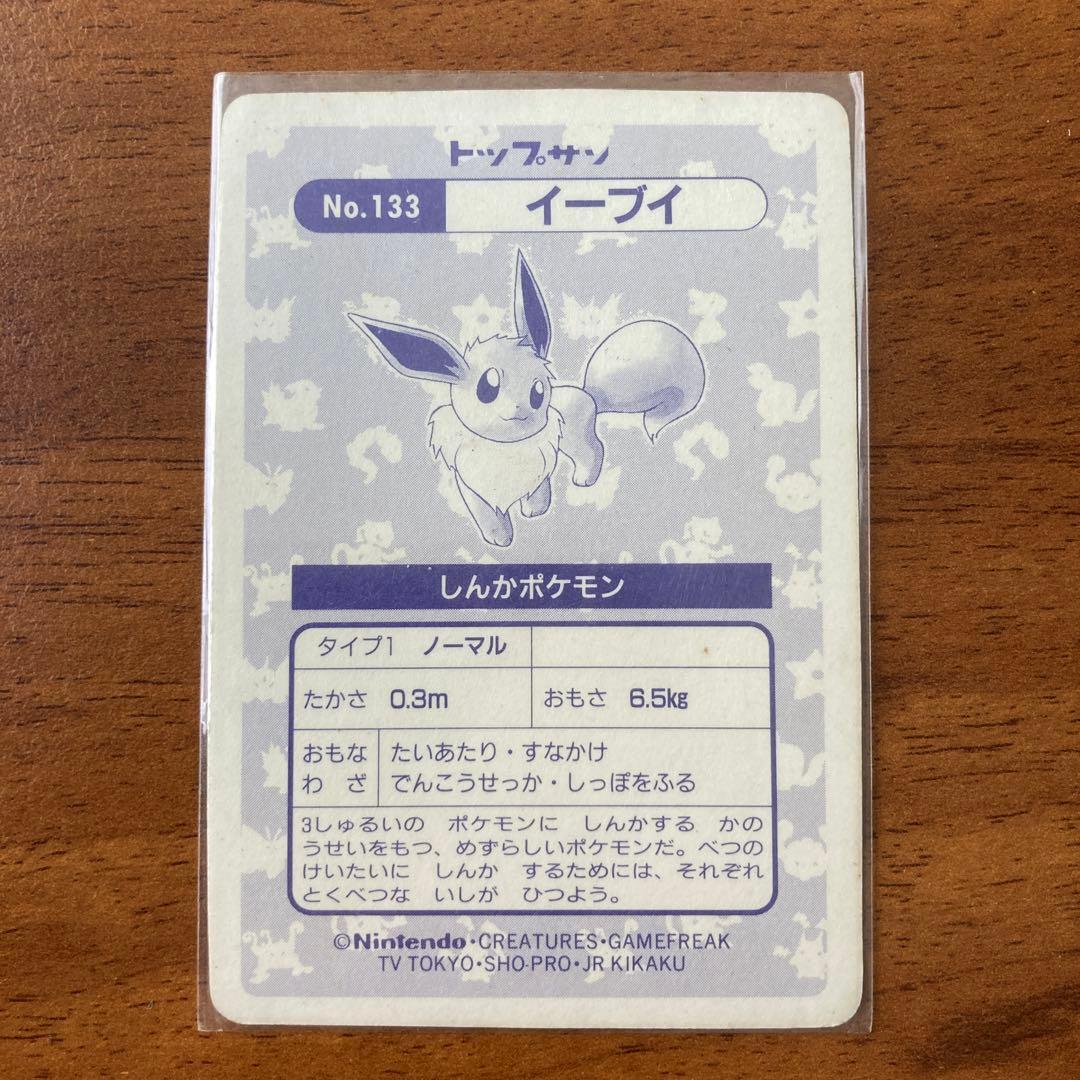 トップサン
No.133 イーブイ
しんかポケモン
タイプ1 ノーマル
たかさ 0.3m おもさ 6.5kg
おもな たいあたり・すなかけ
わ ざ でんこうせっか・しっぽをふる
3しゅるいの ポケモンに しんかする かの
うせいをもつ、めずらしいポケモンだ。べつの
けいたいに しんか するためには、それぞれ
とくべつな いしが ひつよう。
©Nintendo・CREATURES・GAMEFREAK
TV TOKYO・SHO-PRO・JR KIKAKU